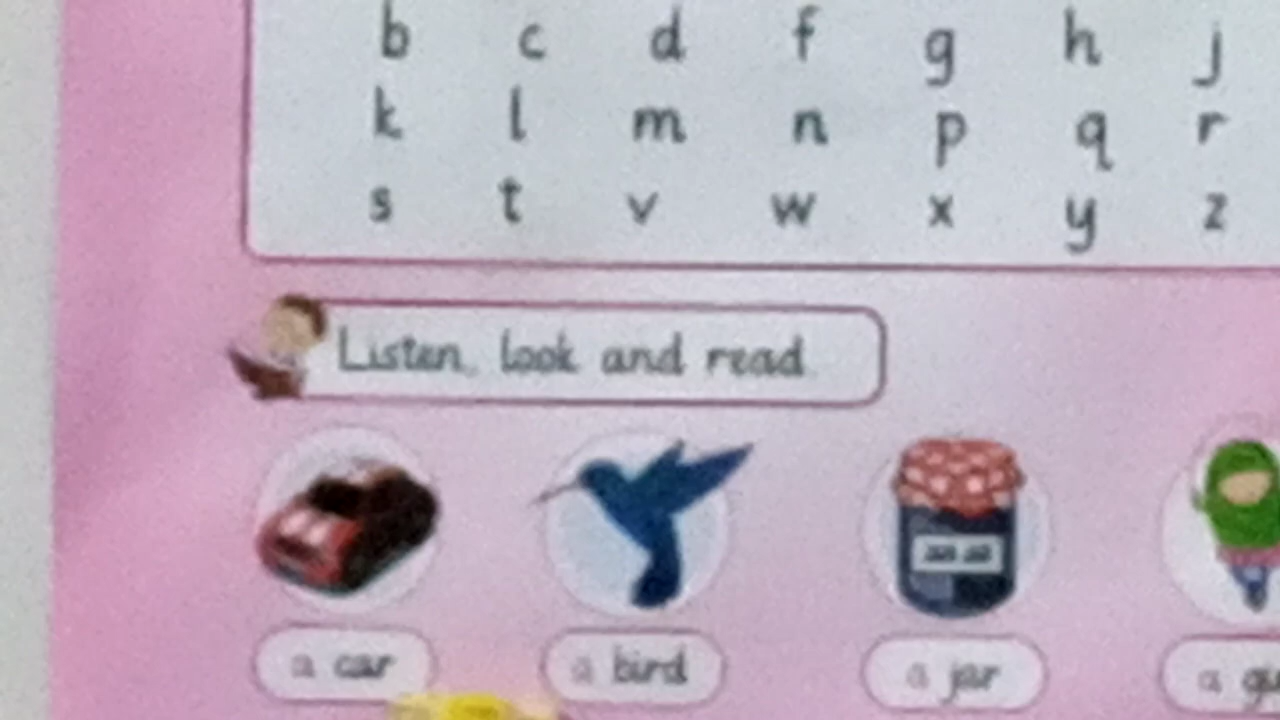 b c d f g h j
k l m n p q r
s t v w x y z
Listen, look and read.
a car
a bird
a jar
a